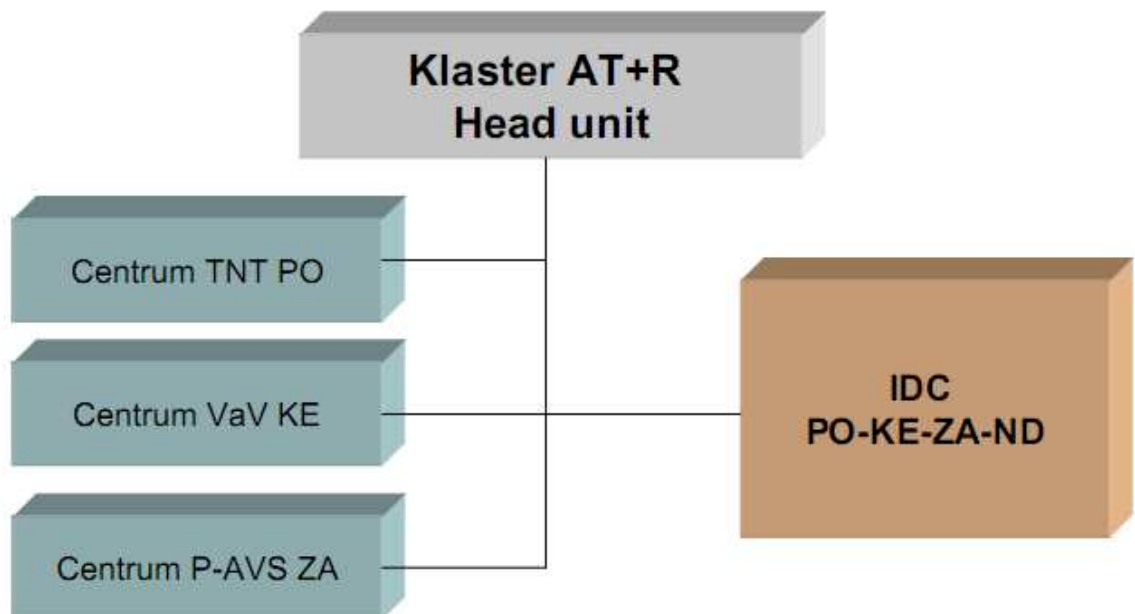 Klaster AT+R
Head unit
Centrum TNT PO
Centrum VaV KE
Centrum P-AVS ZA
IDC
PO-KE-ZA-ND